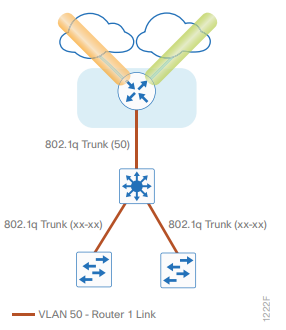 802.1q Trunk (50)
802.1q Trunk (xx-xx)
802.1q Trunk (xx-xx)
VLAN 50 - Router 1 Link
1222F